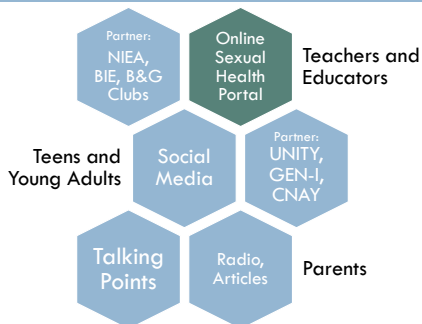 Partner:
NIEA,
BIE, B&G
Clubs
Online
Sexual
Health
Portal
Teachers and
Educators
Teens and
Young Adults
Social
Media
Partner:
UNITY,
GEN-I,
CNAY
Talking
Points
Radio,
Articles
Parents